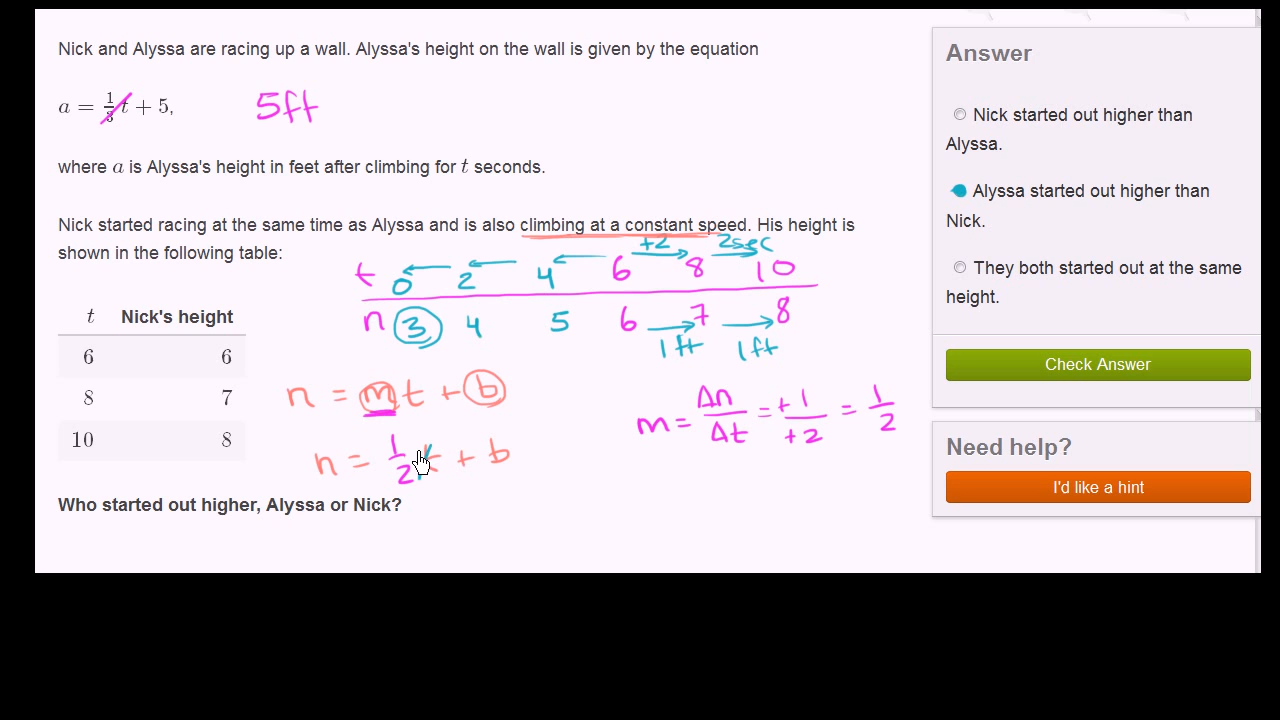 Nick and Alyssa are racing up a wall. Alyssa's height on the wall is given by the equation
a = 1/3 t + 5,
5ft
where a is Alyssa's height in feet after climbing for t seconds.
Nick started racing at the same time as Alyssa and is also climbing at a constant speed. His height is
shown in the following table:
+2 2sec
t 0 2 4 6 8 10
n 3 4 5 6 7 8
1ft 1ft
t Nick's height
6 6
8 7
10 8
n = mt + b
m = Δn/Δt = +1/+2 = 1/2
n = 1/2 t + b
Who started out higher, Alyssa or Nick?
Answer
Nick started out higher than
Alyssa.
Alyssa started out higher than
Nick.
They both started out at the same
height.
Check Answer
Need help?
I'd like a hint